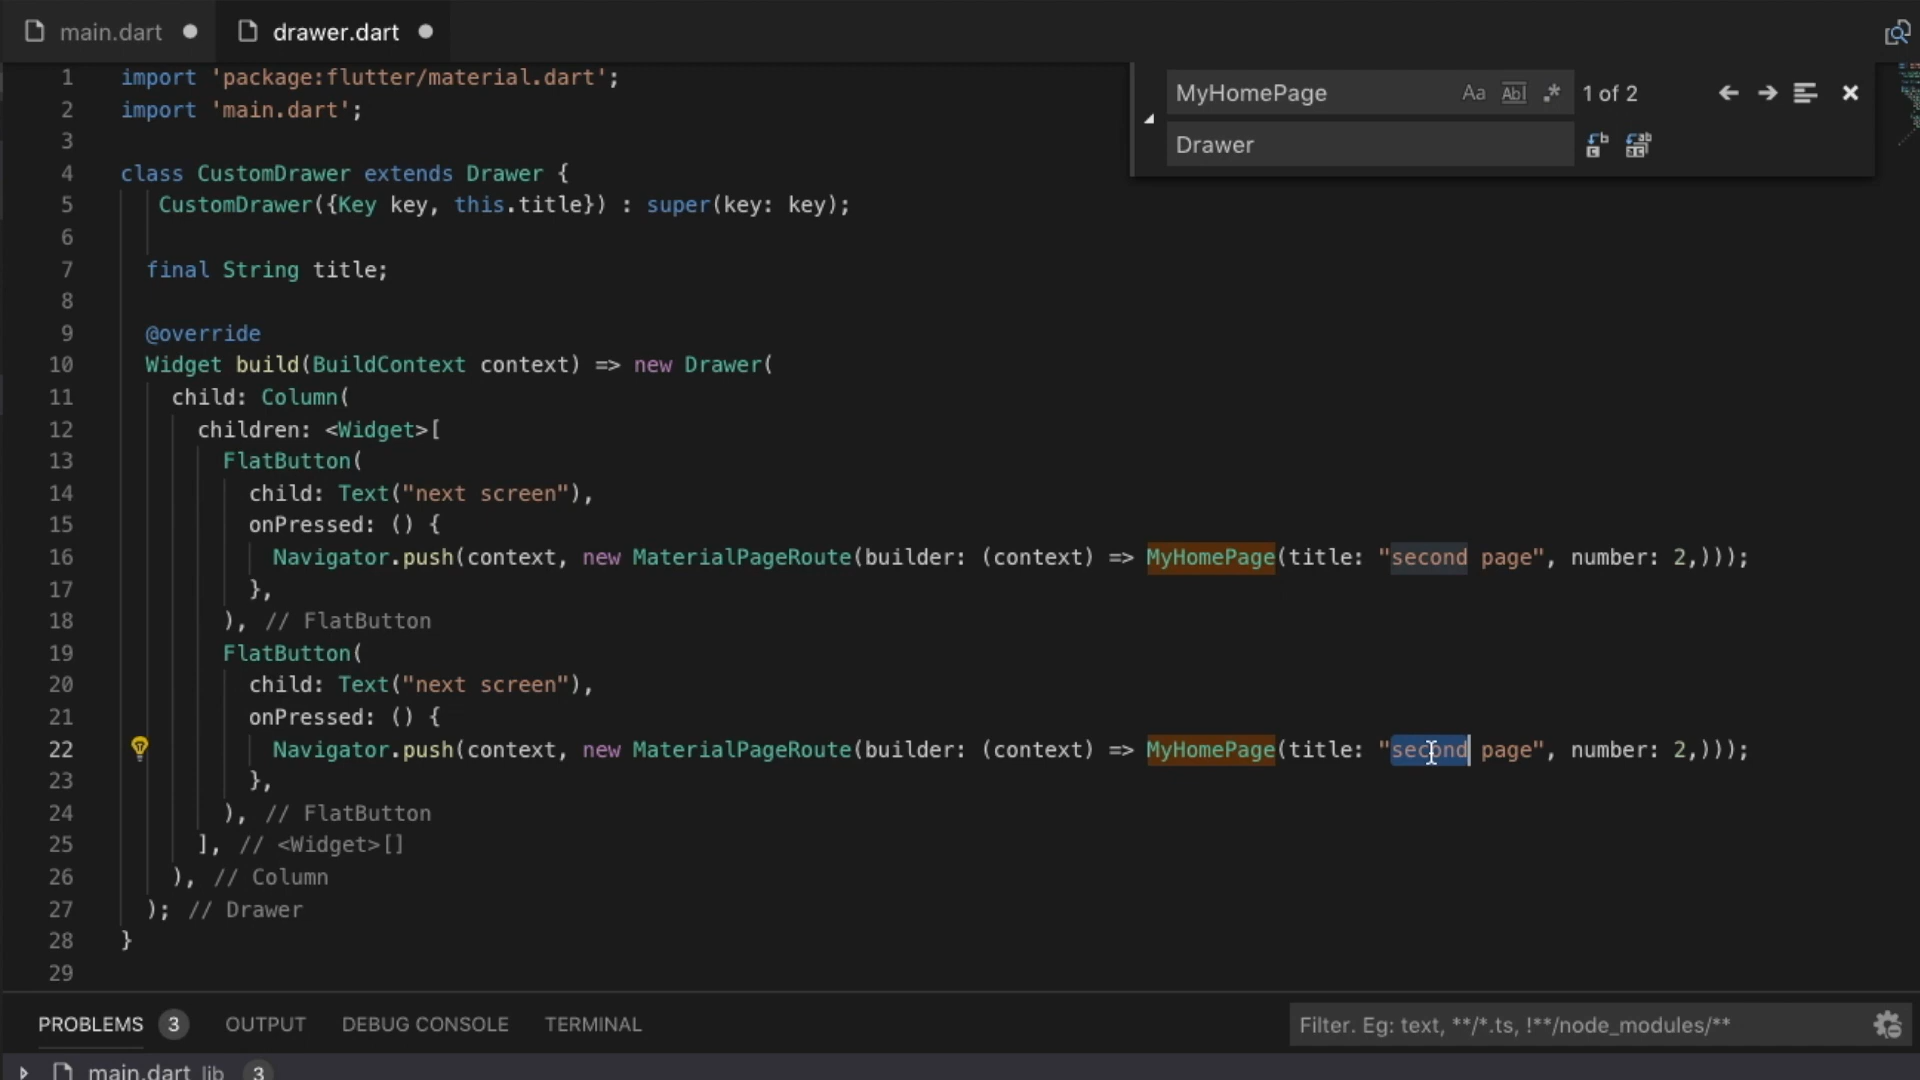 main.dart
drawer.dart
MyHomePage Aa Abl .* 1 of 2
Drawer
1 import 'package:flutter/material.dart';
2 import 'main.dart';
3
4 class CustomDrawer extends Drawer {
5 CustomDrawer({Key key, this.title}) : super(key: key);
6
7 final String title;
8
9 @override
10 Widget build(BuildContext context) => new Drawer(
11 child: Column(
12 children: <Widget>[
13 FlatButton(
14 child: Text("next screen"),
15 onPressed: () {
16 Navigator.push(context, new MaterialPageRoute(builder: (context) => MyHomePage(title: "second page", number: 2,)));
17 },
18 ), // FlatButton
19 FlatButton(
20 child: Text("next screen"),
21 onPressed: () {
22 Navigator.push(context, new MaterialPageRoute(builder: (context) => MyHomePage(title: "second page", number: 2,)));
23 },
24 ), // FlatButton
25 ], // <Widget>[]
26 ), // Column
27 ); // Drawer
28 }
29
PROBLEMS 3 OUTPUT DEBUG CONSOLE TERMINAL Filter. Eg: text, **/*.ts, !**/node_modules/**
main.dart lib 3